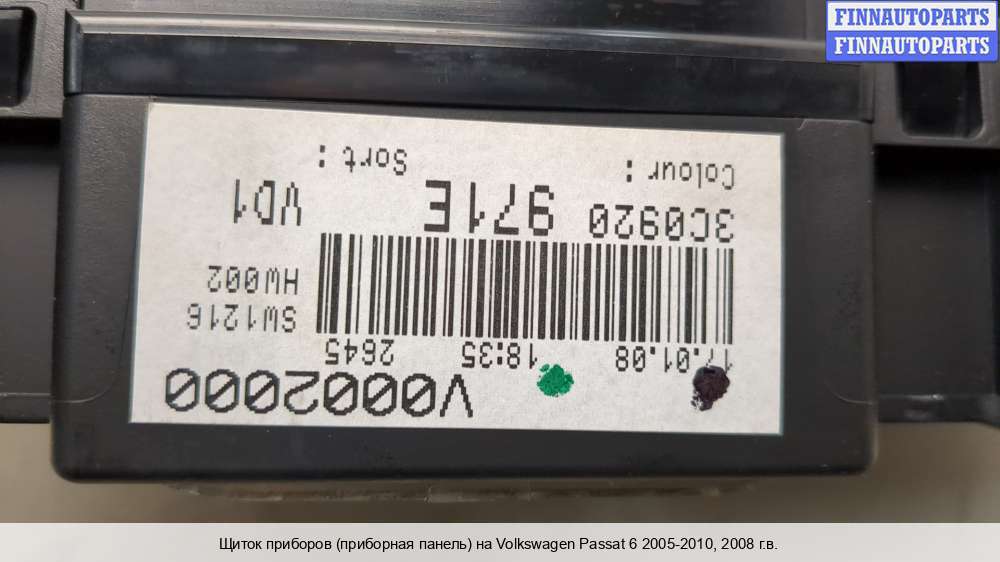 FINNAUTOPARTS
FINNAUTOPARTS
V0002000
17.01.08 18:35 2645
SW1216
HW002
3C0920 971E
VD1
Colour: Sort:
Щиток приборов (приборная панель) на Volkswagen Passat 6 2005-2010, 2008 г.в.